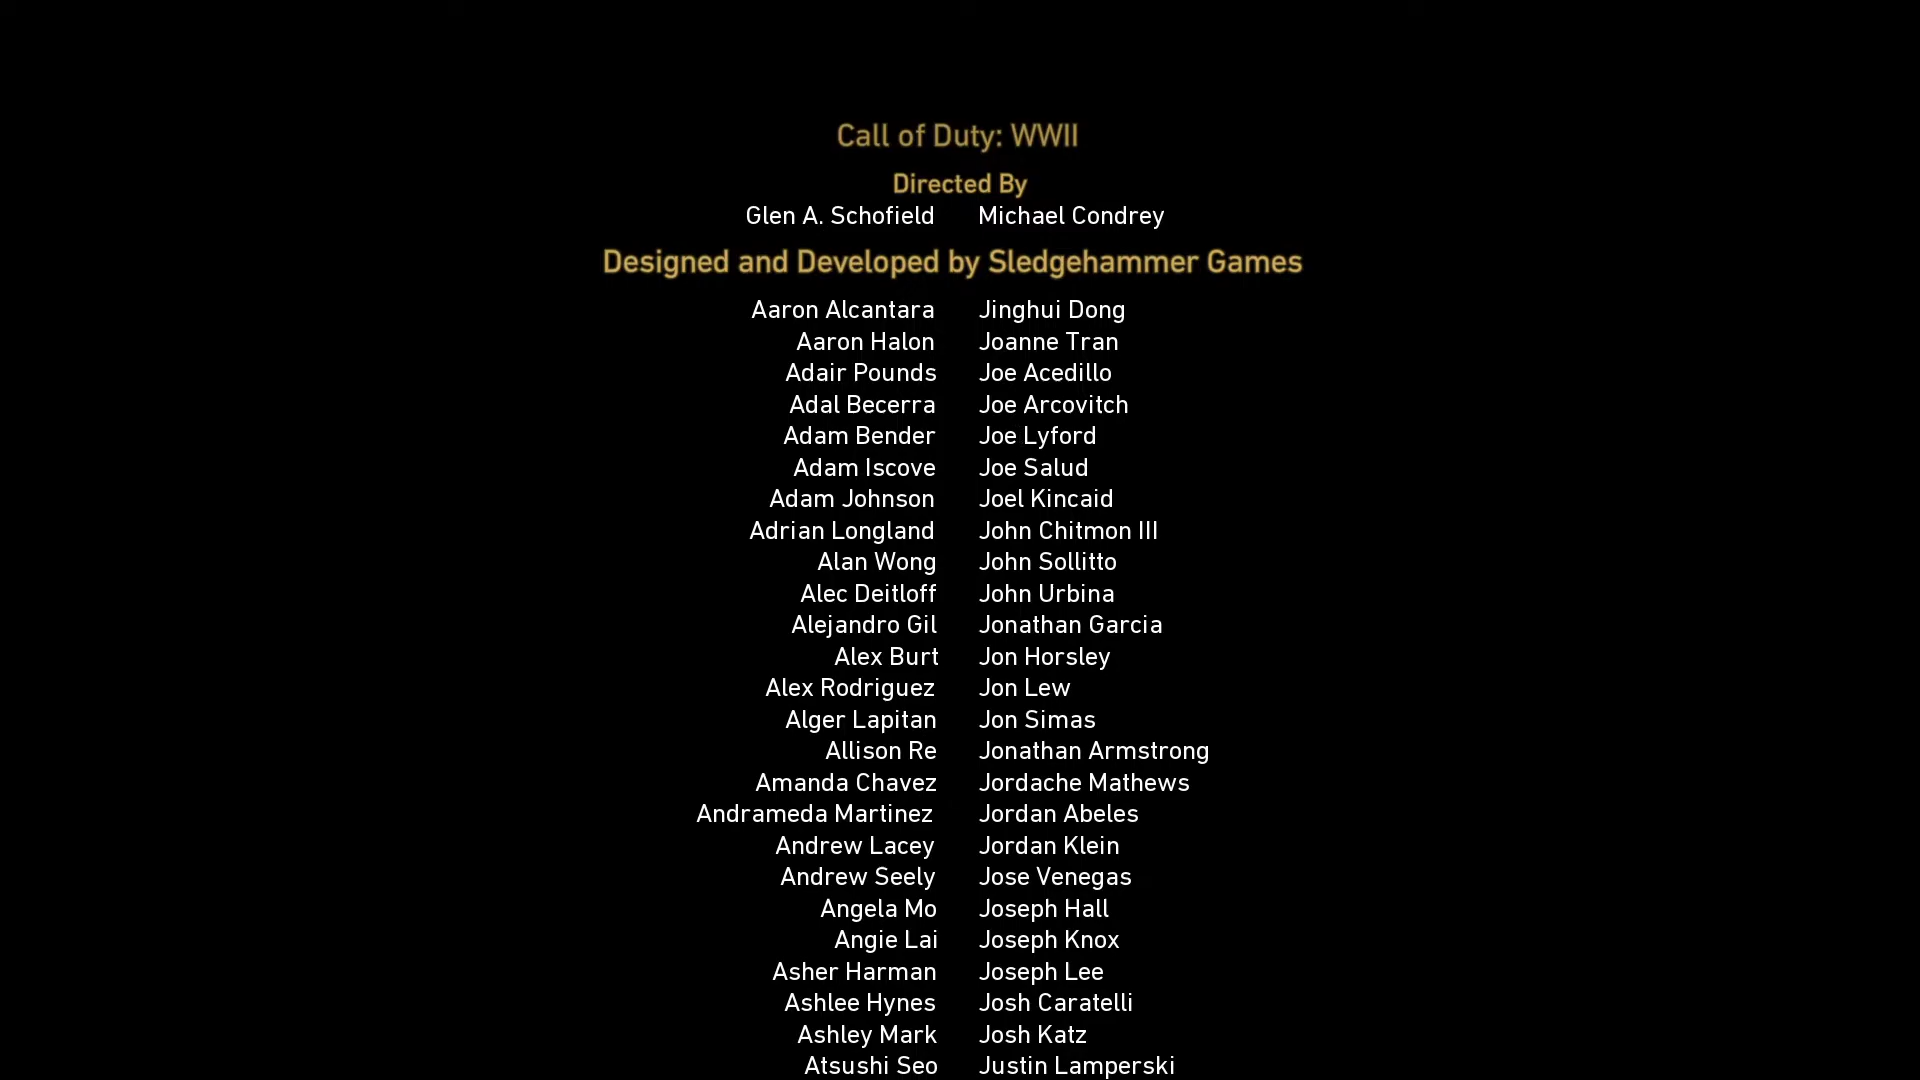 Call of Duty: WWII
Directed By
Glen A. Schofield Michael Condrey
Designed and Developed by Sledgehammer Games
Aaron Alcantara Jinghui Dong
Aaron Halon Joanne Tran
Adair Pounds Joe Acedillo
Adal Becerra Joe Arcovitch
Adam Bender Joe Lyford
Adam Iscove Joe Salud
Adam Johnson Joel Kincaid
Adrian Longland John Chitmon III
Alan Wong John Sollitto
Alec Deitloff John Urbina
Alejandro Gil Jonathan Garcia
Alex Burt Jon Horsley
Alex Rodriguez Jon Lew
Alger Lapitan Jon Simas
Allison Re Jonathan Armstrong
Amanda Chavez Jordache Mathews
Andrameda Martinez Jordan Abeles
Andrew Lacey Jordan Klein
Andrew Seely Jose Venegas
Angela Mo Joseph Hall
Angie Lai Joseph Knox
Asher Harman Joseph Lee
Ashlee Hynes Josh Caratelli
Ashley Mark Josh Katz
Atsushi Seo Justin Lamperski